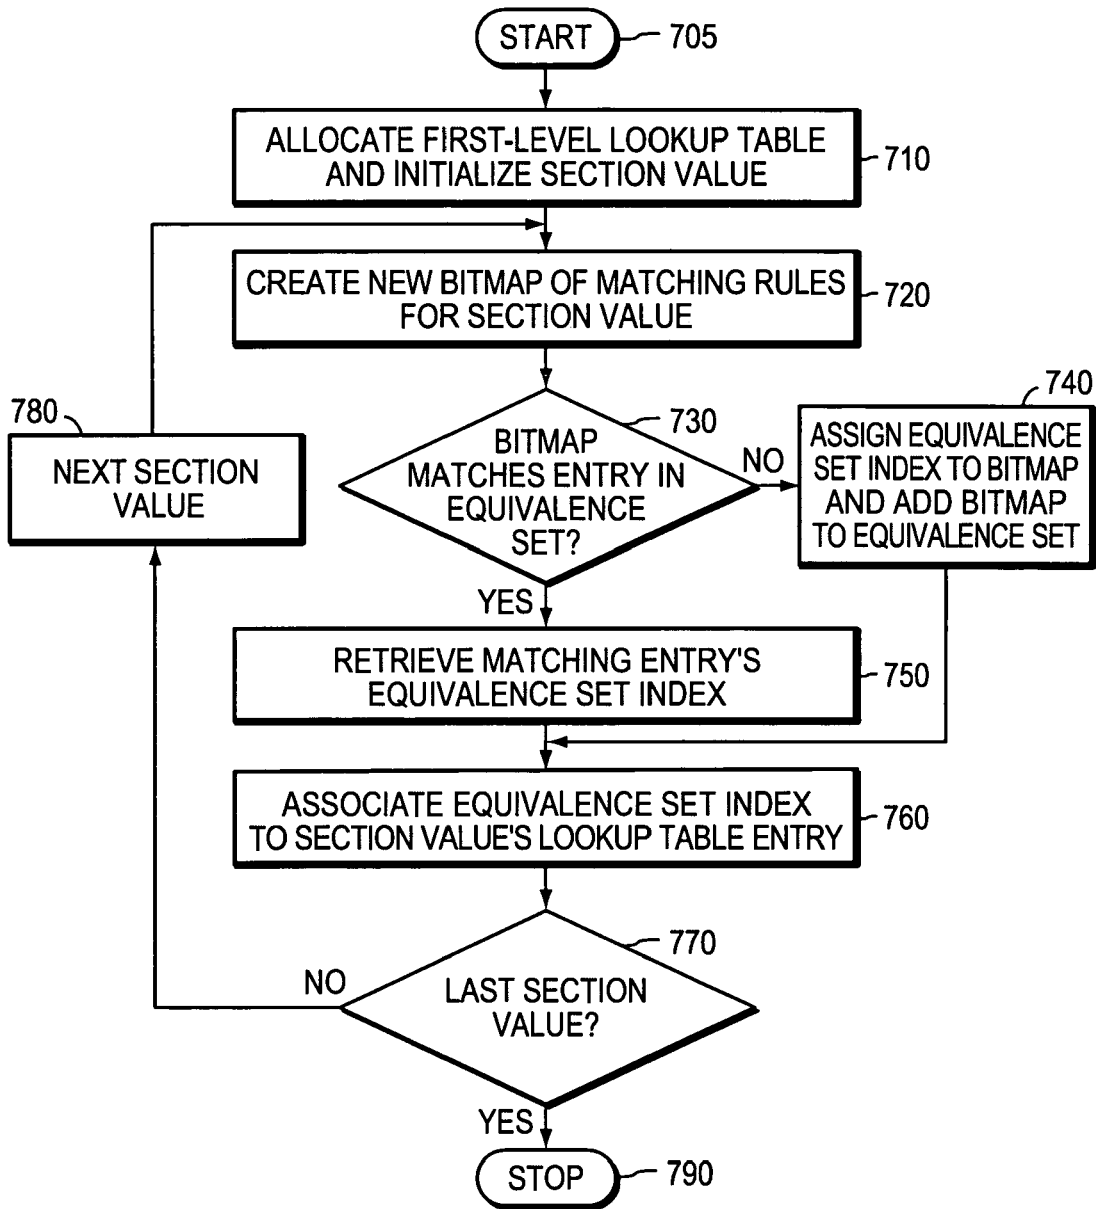 START
705
ALLOCATE FIRST-LEVEL LOOKUP TABLE
AND INITIALIZE SECTION VALUE
710
CREATE NEW BITMAP OF MATCHING RULES
FOR SECTION VALUE
720
BITMAP
MATCHES ENTRY IN
EQUIVALENCE
SET?
730
NO
740
ASSIGN EQUIVALENCE
SET INDEX TO BITMAP
AND ADD BITMAP
TO EQUIVALENCE SET
780
NEXT SECTION
VALUE
YES
RETRIEVE MATCHING ENTRY'S
EQUIVALENCE SET INDEX
750
ASSOCIATE EQUIVALENCE SET INDEX
TO SECTION VALUE'S LOOKUP TABLE ENTRY
760
LAST SECTION
VALUE?
770
NO
YES
STOP
790